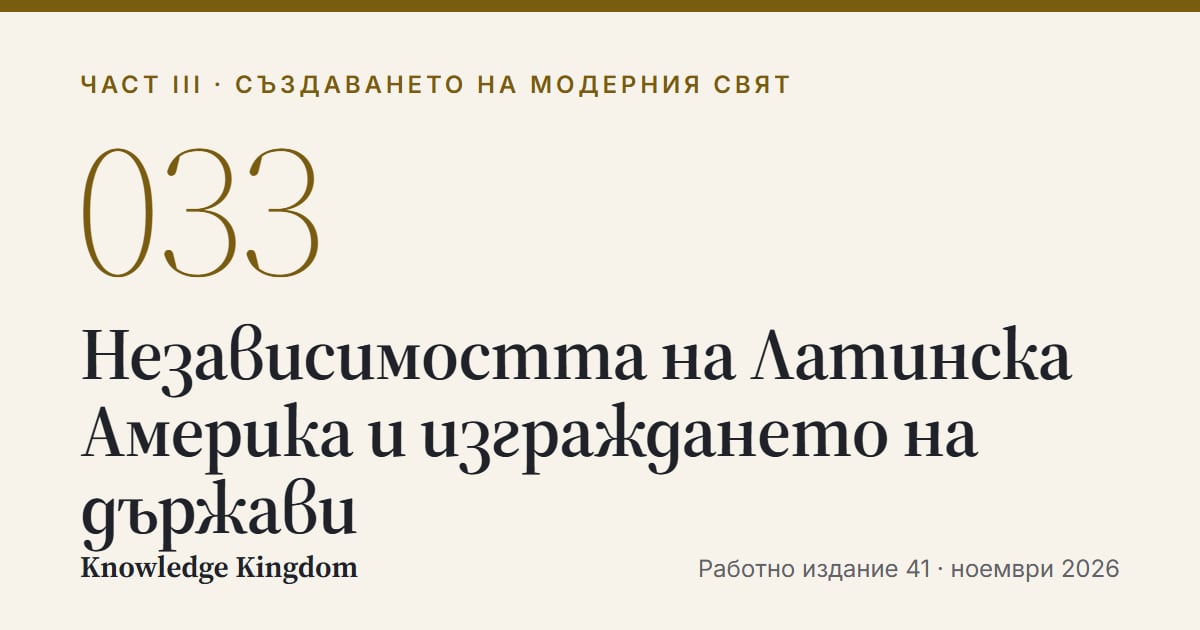 ЧАСТ III · СЪЗДАВАНЕТО НА МОДЕРНИЯ СВЯТ
033
Независимостта на Латинска
Америка и изграждането на
държави
Knowledge Kingdom
Работно издание 41 · ноември 2026